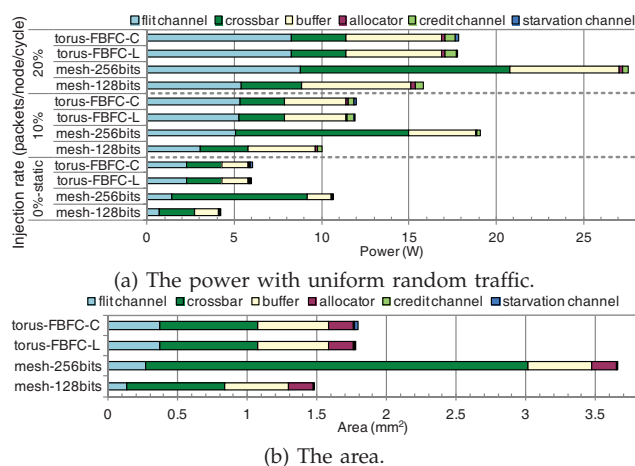 flit channel crossbar buffer allocator credit channel starvation channel
Injection rate (packets/node/cycle)
20%
torus-FBFC-C
torus-FBFC-L
mesh-256bits
mesh-128bits
10%
torus-FBFC-C
torus-FBFC-L
mesh-256bits
mesh-128bits
0%-static
torus-FBFC-C
torus-FBFC-L
mesh-256bits
mesh-128bits
0 5 10 15 20 25
Power (W)
(a) The power with uniform random traffic.
flit channel crossbar buffer allocator credit channel starvation channel
torus-FBFC-C
torus-FBFC-L
mesh-256bits
mesh-128bits
0 0.5 1 1.5 2 2.5 3 3.5
Area (mm²)
(b) The area.